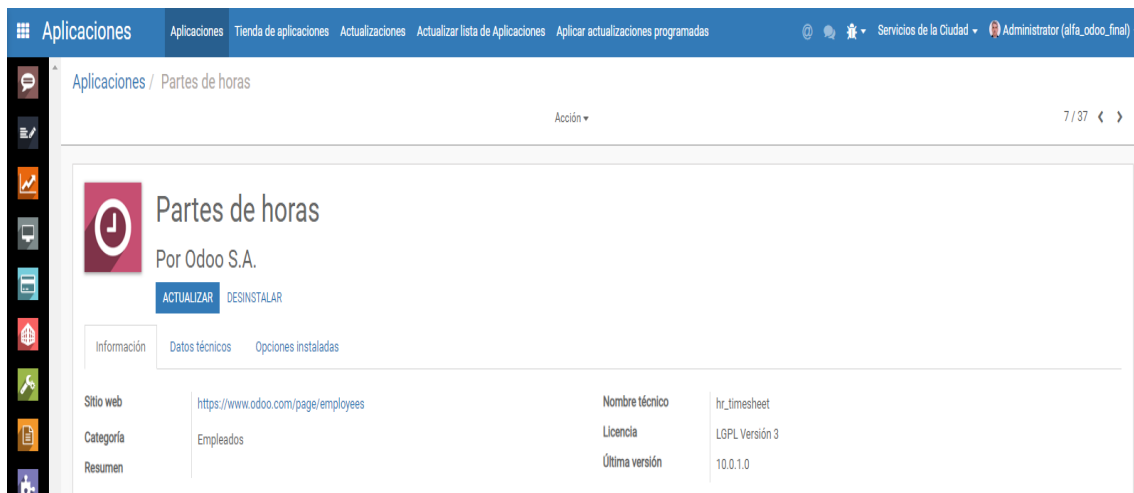 Aplicaciones Aplicaciones Tienda de aplicaciones Actualizaciones Actualizar lista de Aplicaciones Aplicar actualizaciones programadas @ Servicios de la Ciudad Administrator (alfa_odoo_final)
Aplicaciones / Partes de horas
Acción 7 / 37
Partes de horas
Por Odoo S.A.
ACTUALIZAR DESINSTALAR
Información Datos técnicos Opciones instaladas
Sitio web https://www.odoo.com/page/employees Nombre técnico hr_timesheet
Categoría Empleados Licencia LGPL Versión 3
Resumen Última versión 10.0.1.0